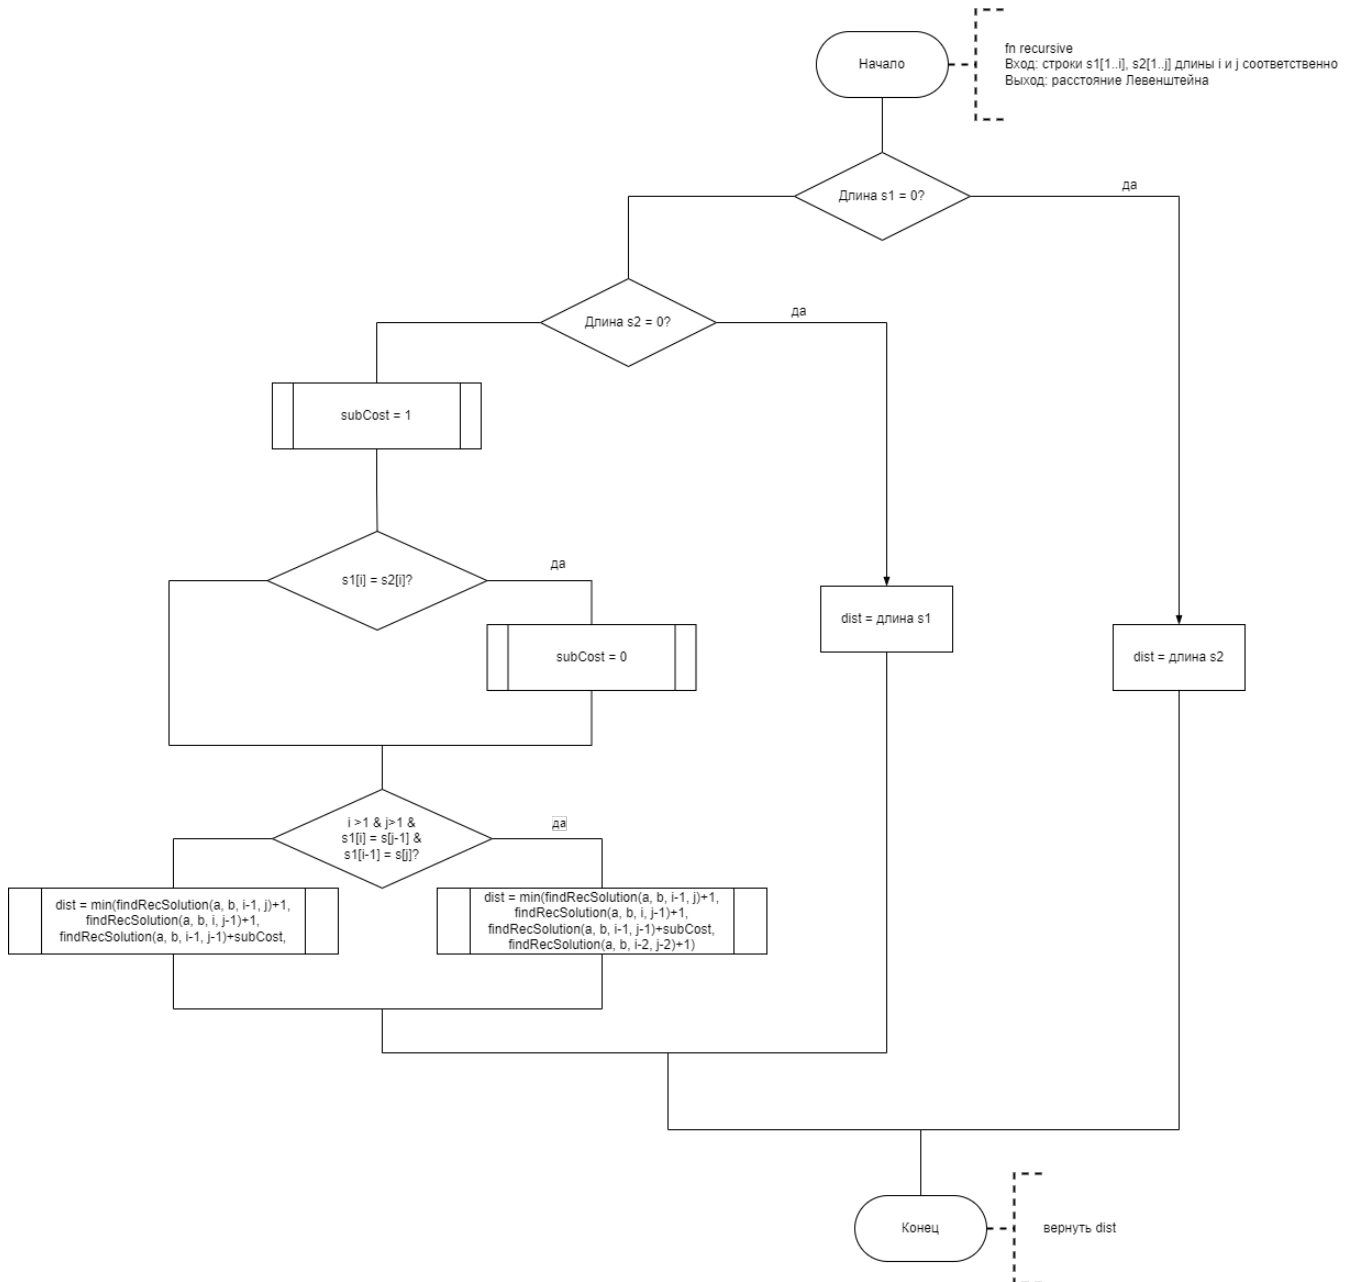 Начало
fn recursive
Вход: строки s1[1..i], s2[1..j] длины i и j соответственно
Выход: расстояние Левенштейна
Длина s1 = 0?
да
Длина s2 = 0?
да
subCost = 1
s1[i] = s2[i]?
да
subCost = 0
dist = длина s1
dist = длина s2
i >1 & j>1 &
s1[i] = s[j-1] &
s1[i-1] = s[j]?
да
dist = min(findRecSolution(a, b, i-1, j)+1,
findRecSolution(a, b, i, j-1)+1,
findRecSolution(a, b, i-1, j-1)+subCost,
dist = min(findRecSolution(a, b, i-1, j)+1,
findRecSolution(a, b, i, j-1)+1,
findRecSolution(a, b, i-1, j-1)+subCost,
findRecSolution(a, b, i-2, j-2)+1)
Конец
вернуть dist